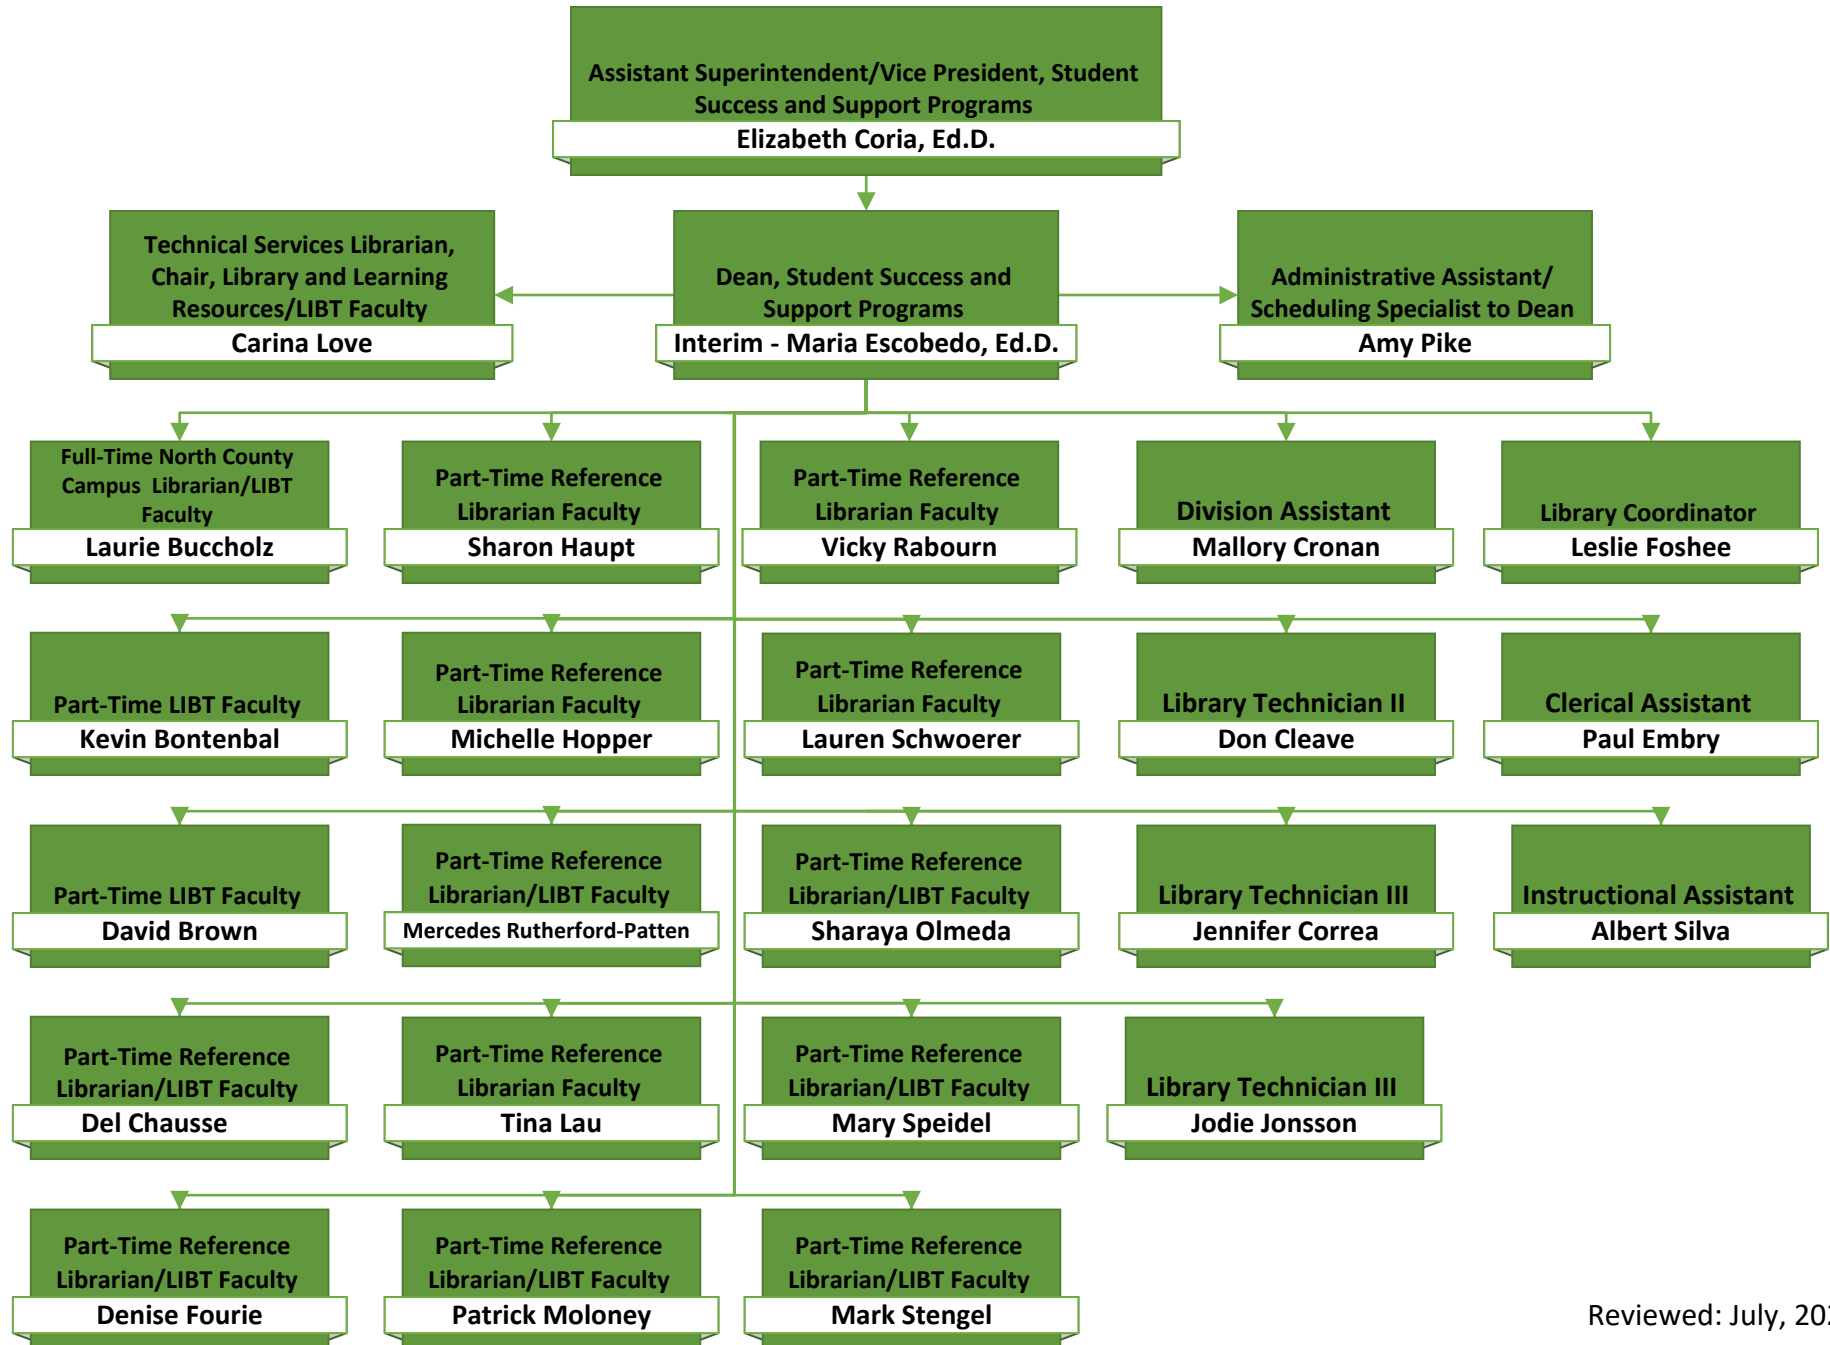 Assistant Superintendent/Vice President, Student
Success and Support Programs
Elizabeth Coria, Ed.D.
Technical Services Librarian,
Chair, Library and Learning
Resources/LIBT Faculty
Carina Love
Dean, Student Success and
Support Programs
Interim - Maria Escobedo, Ed.D.
Administrative Assistant/
Scheduling Specialist to Dean
Amy Pike
Full-Time North County
Campus Librarian/LIBT
Faculty
Laurie Buccholz
Part-Time Reference
Librarian Faculty
Sharon Haupt
Part-Time Reference
Librarian Faculty
Vicky Rabourn
Division Assistant
Mallory Cronan
Library Coordinator
Leslie Foshee
Part-Time LIBT Faculty
Kevin Bontenbal
Part-Time Reference
Librarian Faculty
Michelle Hopper
Part-Time Reference
Librarian Faculty
Lauren Schwoerer
Library Technician II
Don Cleave
Clerical Assistant
Paul Embry
Part-Time LIBT Faculty
David Brown
Part-Time Reference
Librarian/LIBT Faculty
Mercedes Rutherford-Patten
Part-Time Reference
Librarian/LIBT Faculty
Sharaya Olmeda
Library Technician III
Jennifer Correa
Instructional Assistant
Albert Silva
Part-Time Reference
Librarian/LIBT Faculty
Del Chausse
Part-Time Reference
Librarian Faculty
Tina Lau
Part-Time Reference
Librarian/LIBT Faculty
Mary Speidel
Library Technician III
Jodie Jonsson
Part-Time Reference
Librarian/LIBT Faculty
Denise Fourie
Part-Time Reference
Librarian/LIBT Faculty
Patrick Moloney
Part-Time Reference
Librarian/LIBT Faculty
Mark Stengel
Reviewed: July,